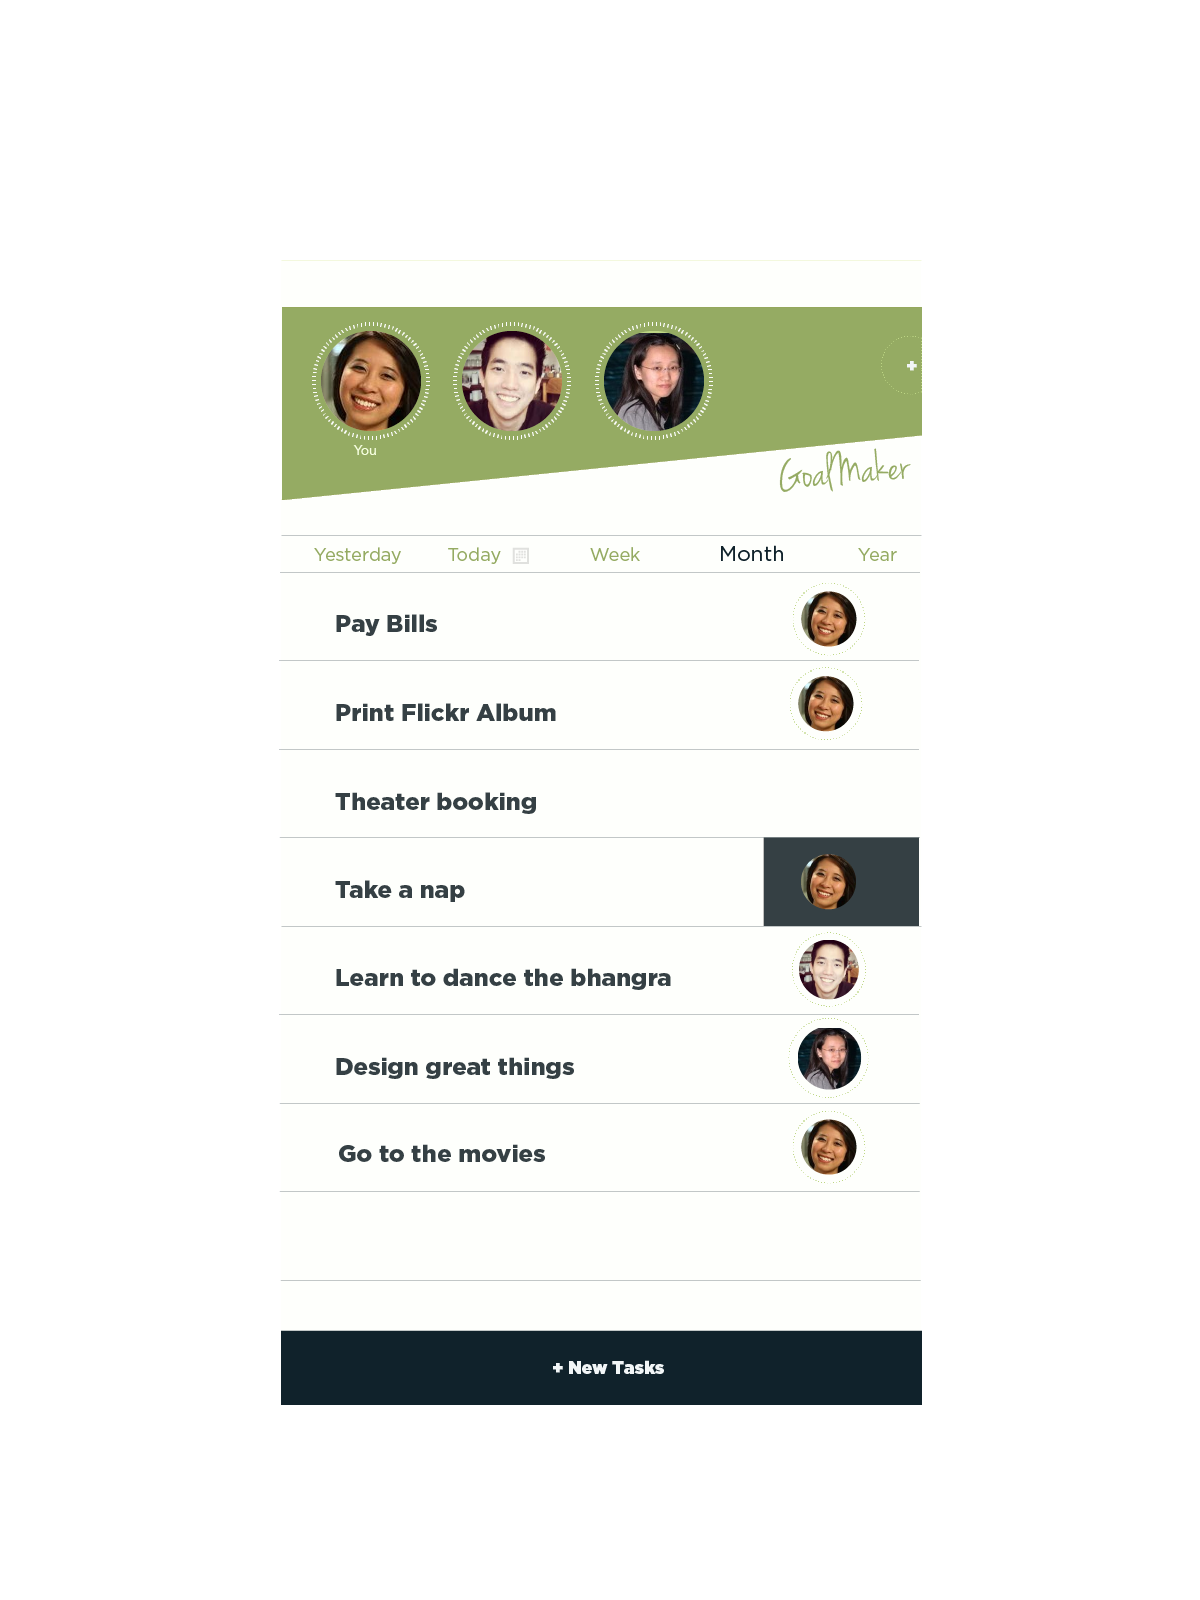 +
You
GoalMaker
Yesterday Today Week Month Year
Pay Bills
Print Flickr Album
Theater booking
Take a nap
Learn to dance the bhangra
Design great things
Go to the movies
+ New Tasks